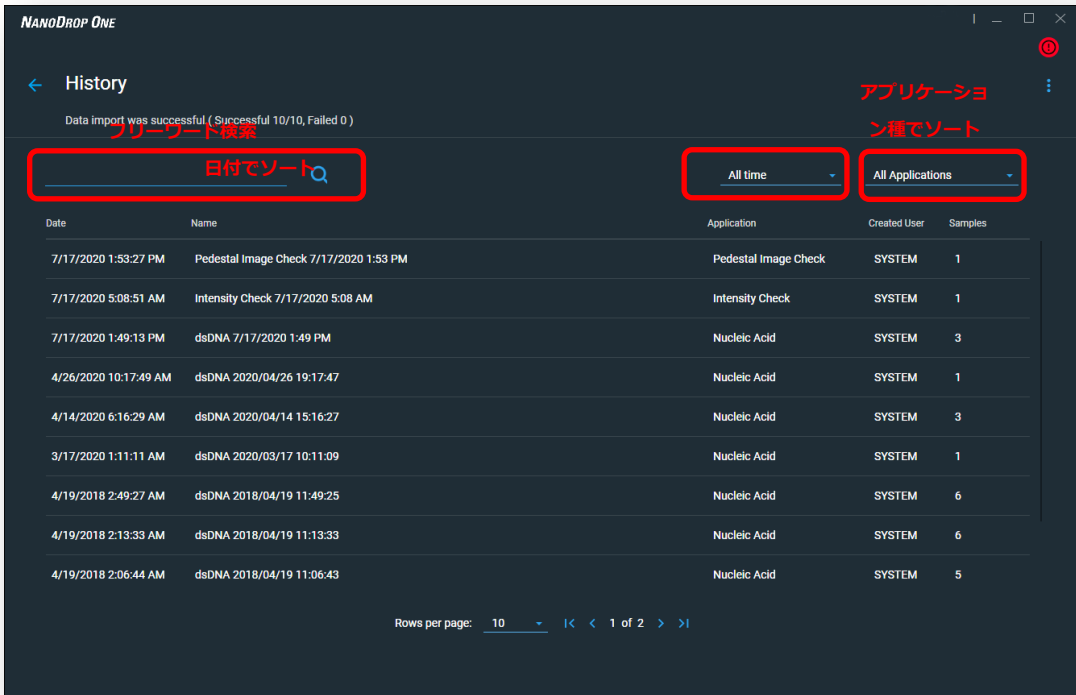 NANODROP ONE
History
アプリケーショ
Data import was successful.( Successful 10/10, Failed 0 )
フリーワード検索
ン種でソート
日付でソート
All time
All Applications
Date Name Application Created User Samples
7/17/2020 1:53:27 PM Pedestal Image Check 7/17/2020 1:53 PM Pedestal Image Check SYSTEM 1
7/17/2020 5:08:51 AM Intensity Check 7/17/2020 5:08 AM Intensity Check SYSTEM 1
7/17/2020 1:49:13 PM dsDNA 7/17/2020 1:49 PM Nucleic Acid SYSTEM 3
4/26/2020 10:17:49 AM dsDNA 2020/04/26 19:17:47 Nucleic Acid SYSTEM 1
4/14/2020 6:16:29 AM dsDNA 2020/04/14 15:16:27 Nucleic Acid SYSTEM 3
3/17/2020 1:11:11 AM dsDNA 2020/03/17 10:11:09 Nucleic Acid SYSTEM 1
4/19/2018 2:49:27 AM dsDNA 2018/04/19 11:49:25 Nucleic Acid SYSTEM 6
4/19/2018 2:13:33 AM dsDNA 2018/04/19 11:13:33 Nucleic Acid SYSTEM 6
4/19/2018 2:06:44 AM dsDNA 2018/04/19 11:06:43 Nucleic Acid SYSTEM 5
Rows per page: 10 1 of 2